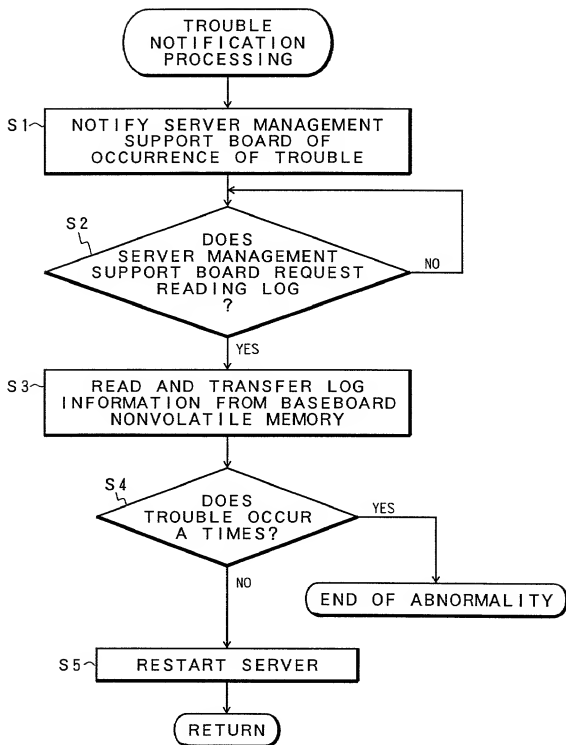 TROUBLE
NOTIFICATION
PROCESSING
S1
NOTIFY SERVER MANAGEMENT
SUPPORT BOARD OF
OCCURRENCE OF TROUBLE
S2
DOES
SERVER MANAGEMENT
SUPPORT BOARD REQUEST
READING LOG
?
NO
YES
S3
READ AND TRANSFER LOG
INFORMATION FROM BASEBOARD
NONVOLATILE MEMORY
S4
DOES
TROUBLE OCCUR
A TIMES?
YES
NO
END OF ABNORMALITY
S5
RESTART SERVER
RETURN